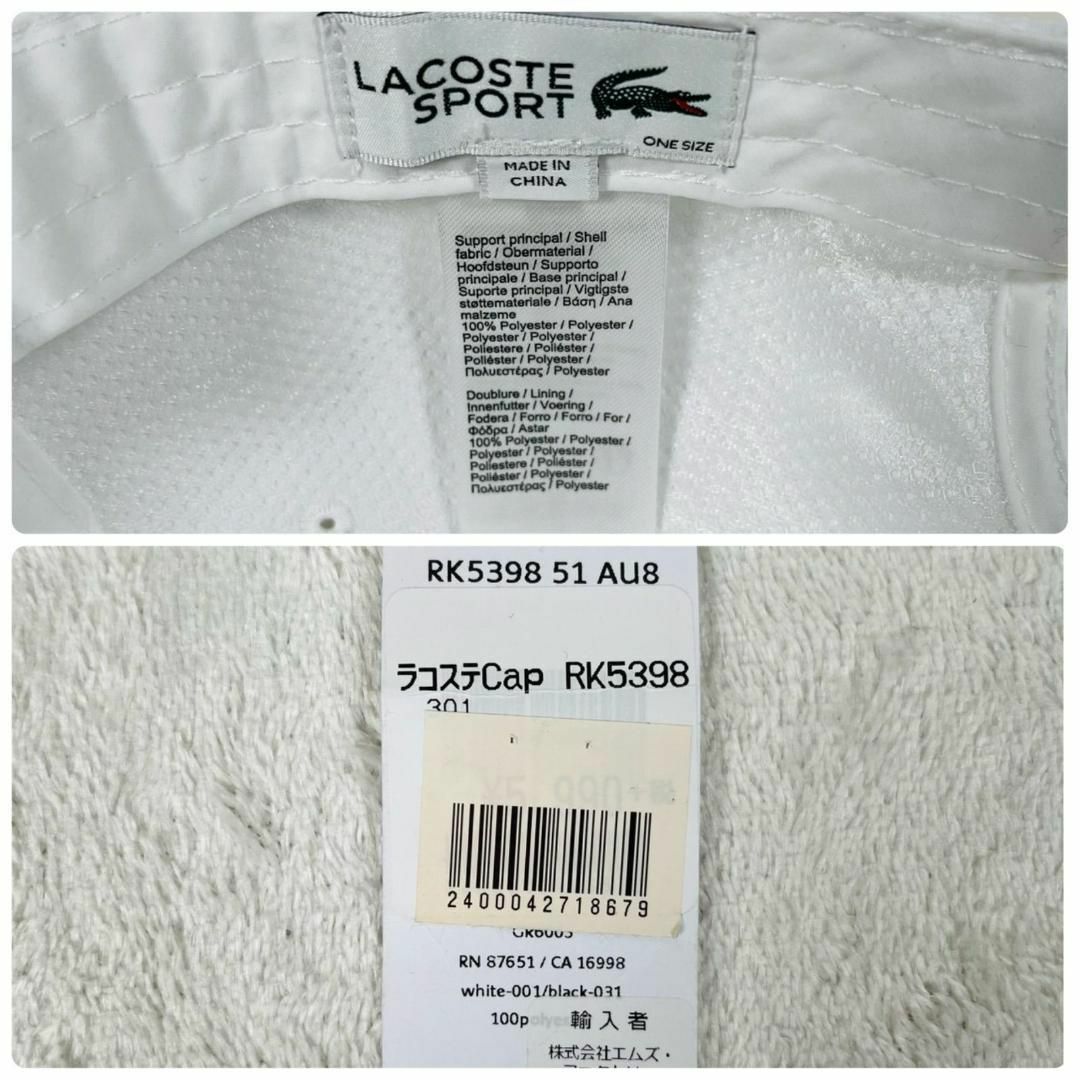 LACOSTE
SPORT
ONE SIZE
MADE IN
CHINA
Support principal / Shell
fabric / Obermaterial /
Hoofdsteun / Supporto
principale / Base principal /
Suporte principal / Vigtigste
støttemateriale / Βάση / Ana
malzeme
100% Polyester / Polyester /
Polyester / Polyester /
Poliestere / Poliéster /
Poliéster / Polyester /
Πολυεστέρας / Polyester
Doublure / Lining /
Innenfutter / Voering /
Fodera / Forro / Forro / For /
Φόδρα / Astar
100% Polyester / Polyester /
Polyester / Polyester /
Poliestere / Poliéster /
Poliéster / Polyester /
Πολυεστέρας / Polyester
RK5398 51 AU8
ラコステCap RK5398
301
2400042718679
RN 87651 / CA 16998
white-001/black-031
100polyes 輸入者
株式会社エムズ・